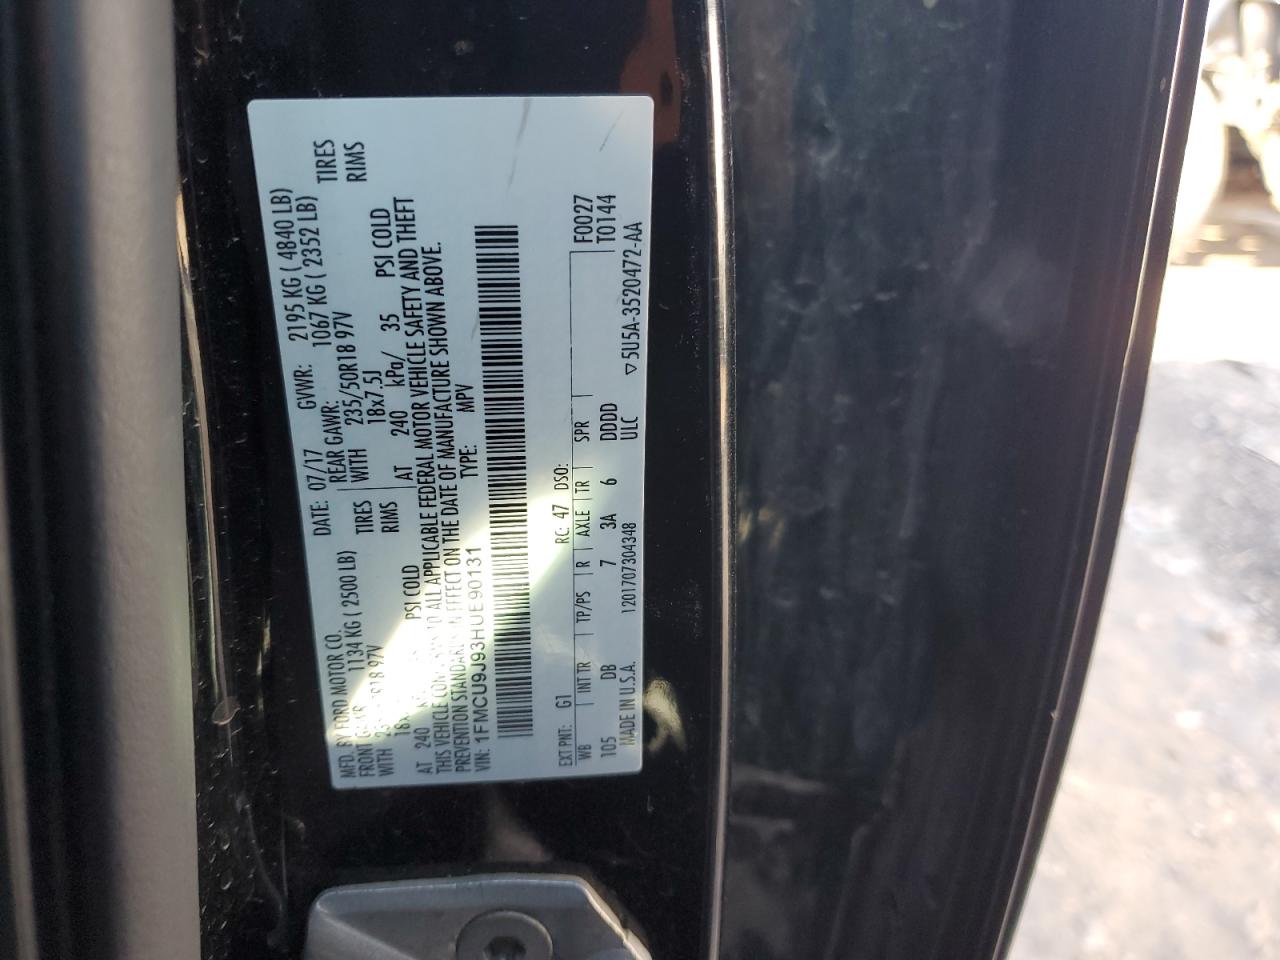 MFD. BY FORD MOTOR CO.
DATE: 07/17 GVWR: 2195 KG ( 4840 LB)
1134 KG ( 2500 LB) REAR GAWR: 1067 KG ( 2352 LB)
WITH 97V TIRES WITH 235/50R18 97V TIRES
RIMS 18x7.5J RIMS
AT 240 PSI COLD AT 240 kPa/ 35 PSI COLD
THIS VEHICLE TO ALL APPLICABLE FEDERAL MOTOR VEHICLE SAFETY AND THEFT
PREVENTION STANDARDS IN EFFECT ON THE DATE OF MANUFACTURE SHOWN ABOVE.
VIN: 1FMCU9J93HUE90131 TYPE: MPV
EXT PNT: G1 RC: 47 DSO: F0027
WB INT TR TP/PS R AXLE TR SPR T0144
105 DB 7 3A 6 DDDD
MADE IN U.S.A. 1201707304348 ULC ▽5U5A-3520472-AA